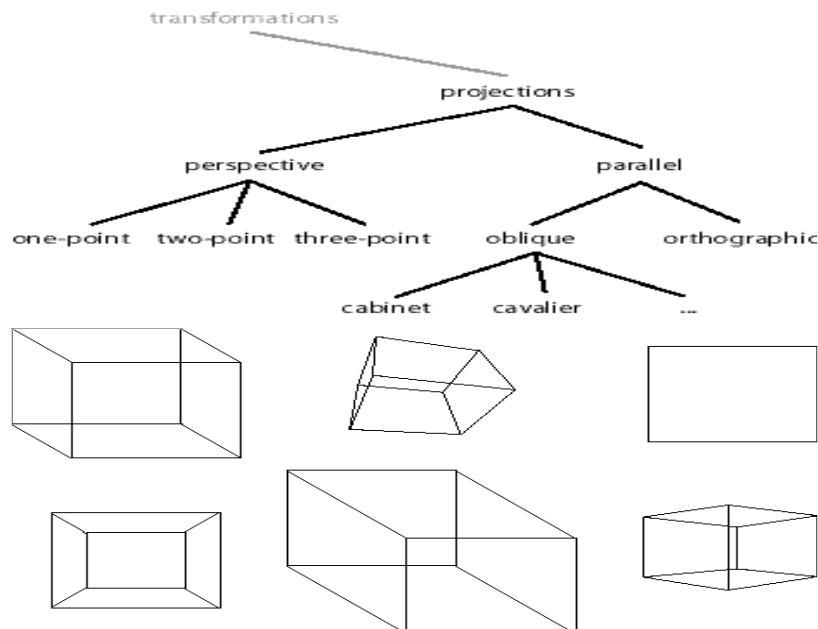 transformations
projections
perspective parallel
one-point two-point three-point oblique orthographic
cabinet cavalier ...